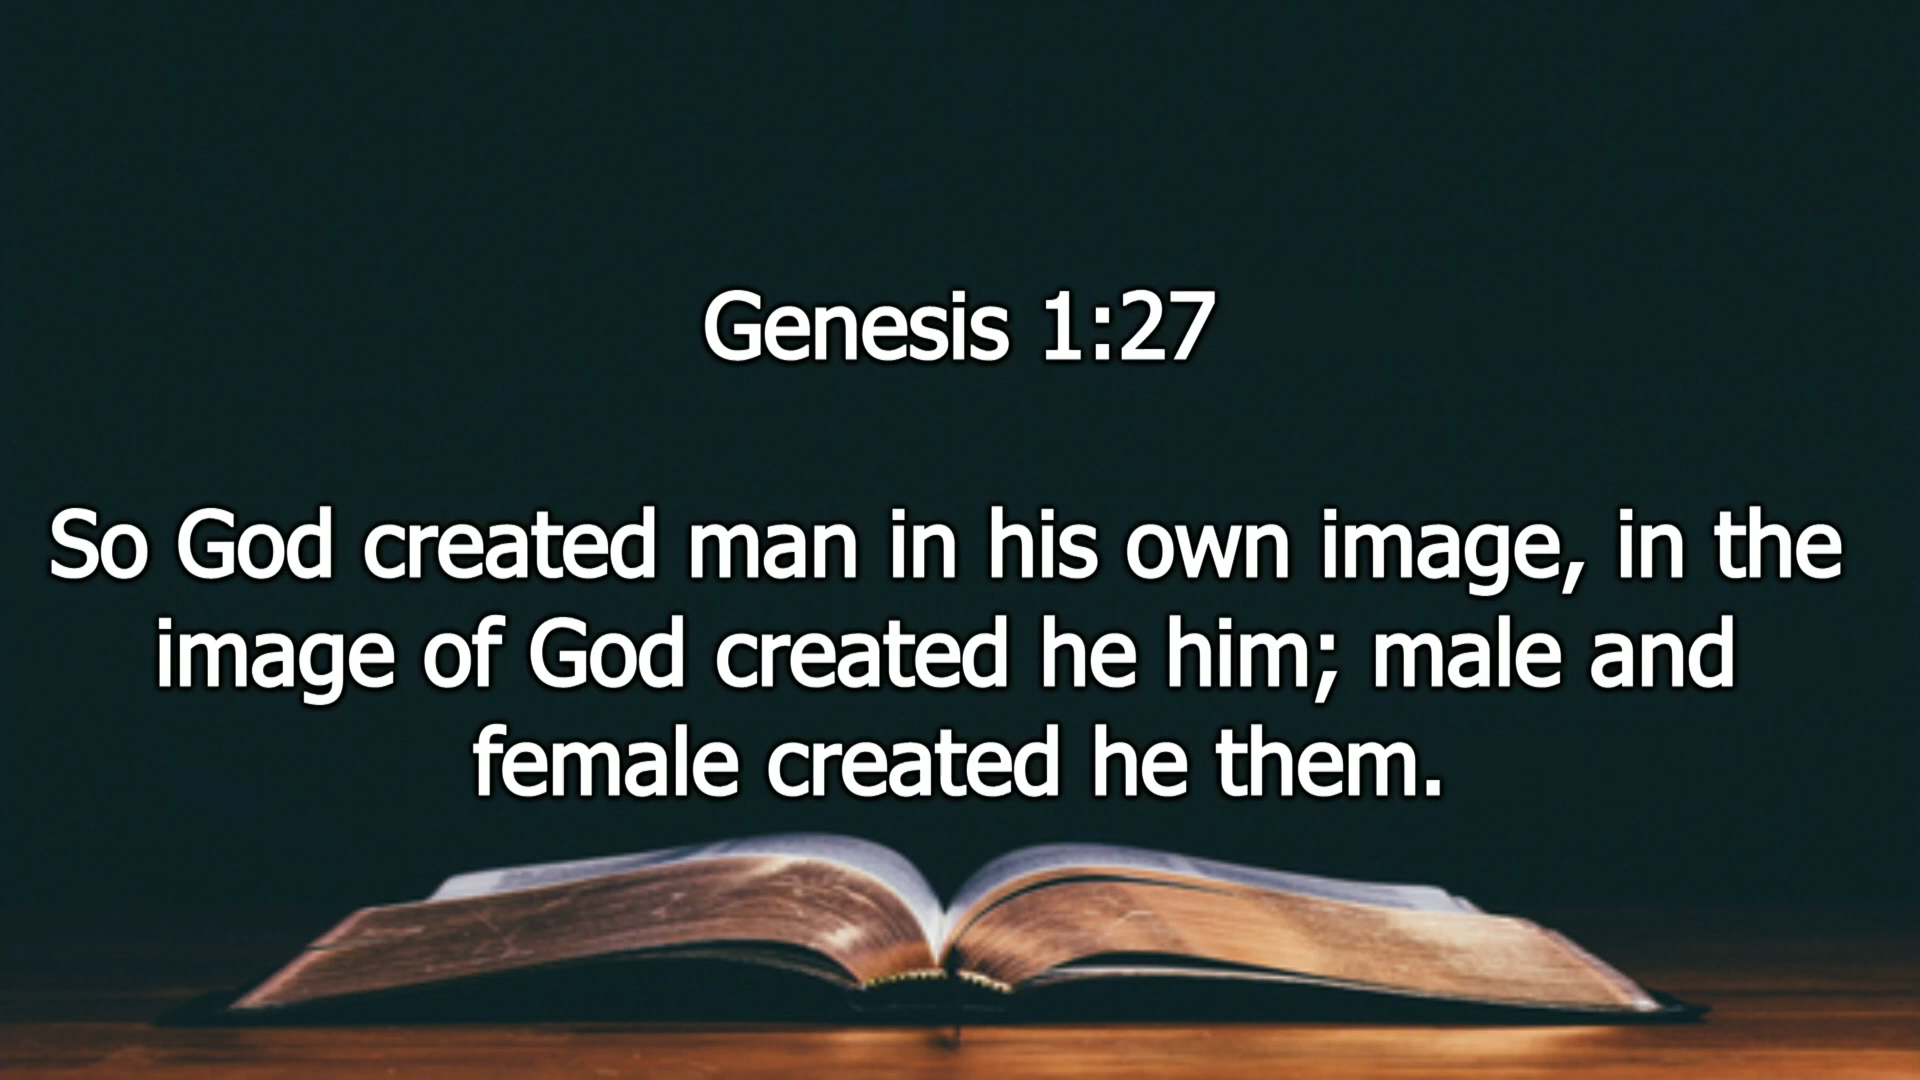 Genesis 1:27
So God created man in his own image, in the
image of God created he him; male and
female created he them.